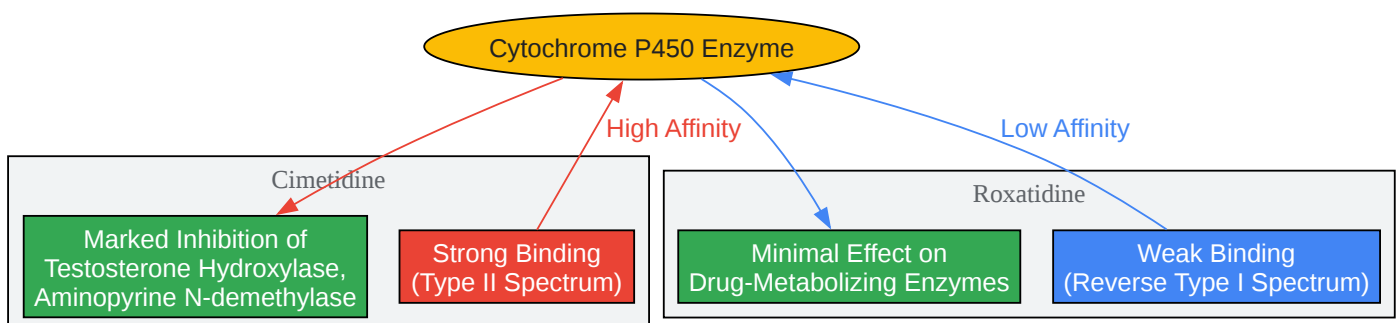 Cytochrome P450 Enzyme
High Affinity
Low Affinity
Cimetidine
Roxatidine
Marked Inhibition of
Testosterone Hydroxylase,
Aminopyrine N-demethylase
Strong Binding
(Type II Spectrum)
Minimal Effect on
Drug-Metabolizing Enzymes
Weak Binding
(Reverse Type I Spectrum)